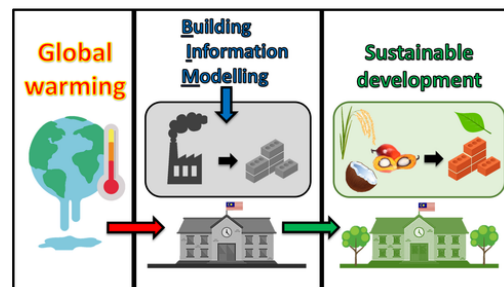 Global
warming
Building
Information
Modelling
Sustainable
development